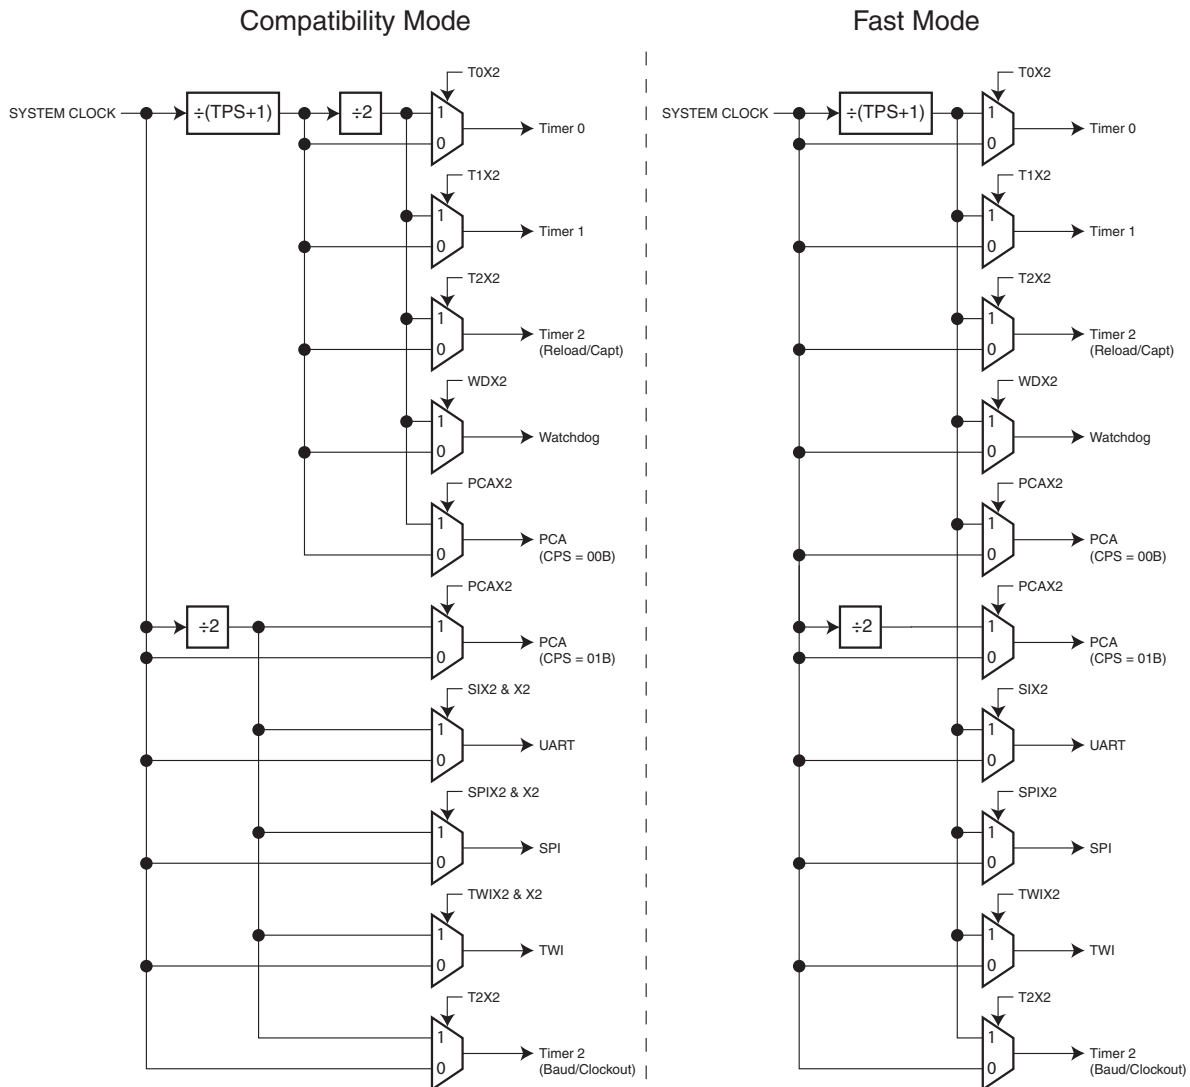 Compatibility Mode
T0X2
SYSTEM CLOCK
÷(TPS+1)
÷2
1
0
Timer 0
T1X2
1
0
Timer 1
T2X2
1
0
Timer 2
(Reload/Capt)
WDX2
1
0
Watchdog
PCAX2
1
0
PCA
(CPS = 00B)
PCAX2
÷2
1
0
PCA
(CPS = 01B)
SIX2 & X2
1
0
UART
SPIX2 & X2
1
0
SPI
TWIX2 & X2
1
0
TWI
T2X2
1
0
Timer 2
(Baud/Clockout)
Fast Mode
T0X2
SYSTEM CLOCK
÷(TPS+1)
1
0
Timer 0
T1X2
1
0
Timer 1
T2X2
1
0
Timer 2
(Reload/Capt)
WDX2
1
0
Watchdog
PCAX2
1
0
PCA
(CPS = 00B)
PCAX2
÷2
1
0
PCA
(CPS = 01B)
SIX2
1
0
UART
SPIX2
1
0
SPI
TWIX2
1
0
TWI
T2X2
1
0
Timer 2
(Baud/Clockout)